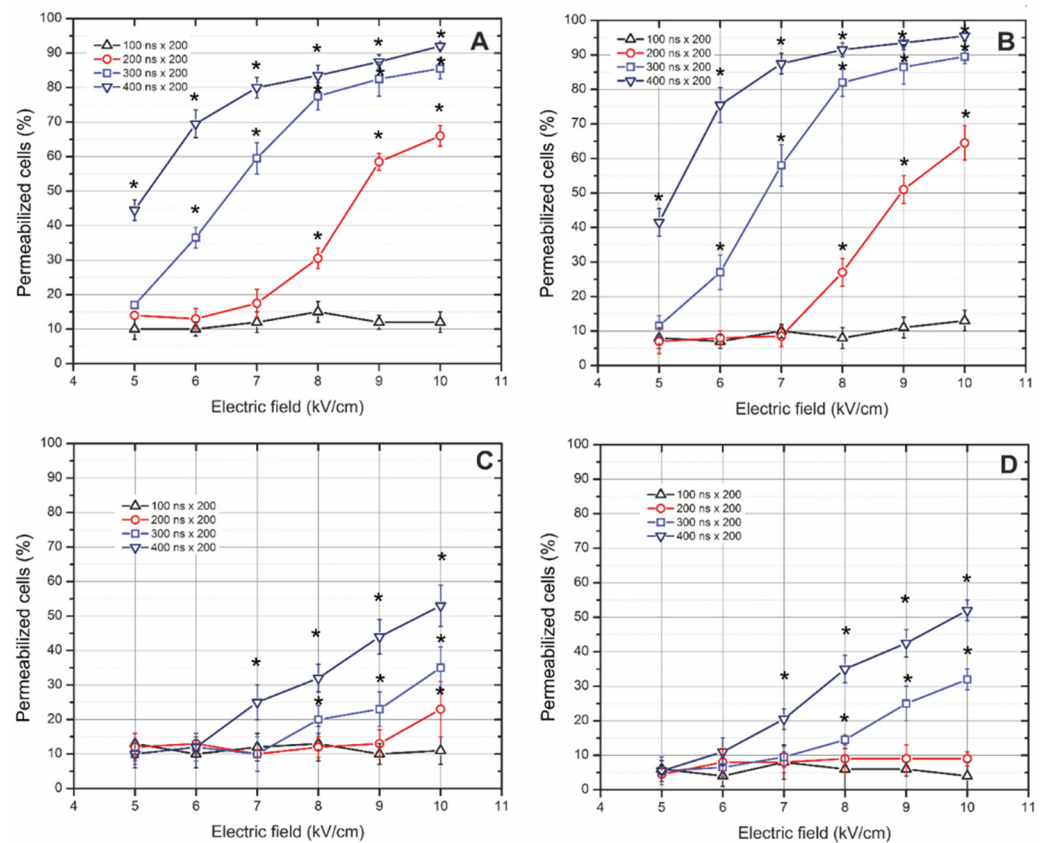 A
100 ns x 200
200 ns x 200
300 ns x 200
400 ns x 200
Permeabilized cells (%)
100
90
80
70
60
50
40
30
20
10
0
4 5 6 7 8 9 10 11
Electric field (kV/cm)
B
100 ns x 200
200 ns x 200
300 ns x 200
400 ns x 200
Permeabilized cells (%)
100
90
80
70
60
50
40
30
20
10
0
4 5 6 7 8 9 10 11
Electric field (kV/cm)
C
100 ns x 200
200 ns x 200
300 ns x 200
400 ns x 200
Permeabilized cells (%)
100
90
80
70
60
50
40
30
20
10
0
4 5 6 7 8 9 10 11
Electric field (kV/cm)
D
100 ns x 200
200 ns x 200
300 ns x 200
400 ns x 200
Permeabilized cells (%)
100
90
80
70
60
50
40
30
20
10
0
4 5 6 7 8 9 10 11
Electric field (kV/cm)